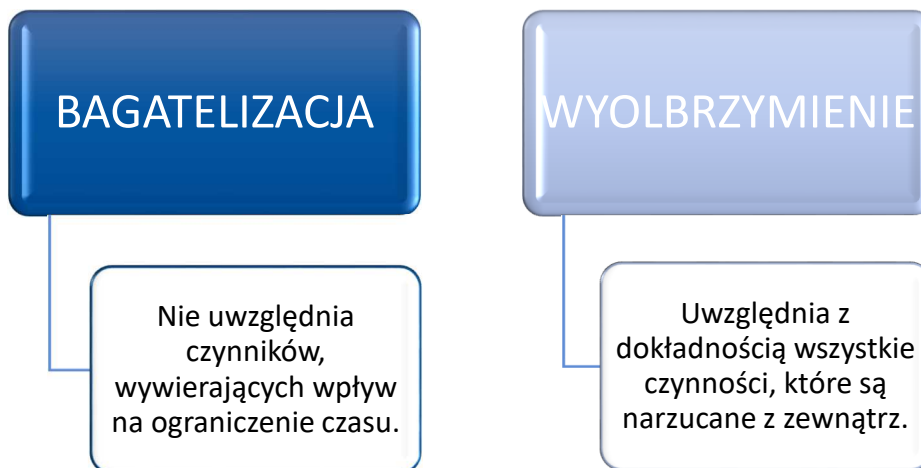 BAGATELIZACJA
Nie uwzględnia
czynników,
wywierających wpływ
na ograniczenie czasu.
WYOLBRZYMIENIE
Uwzględnia z
dokładnością wszystkie
czynności, które są
narzucane z zewnątrz.